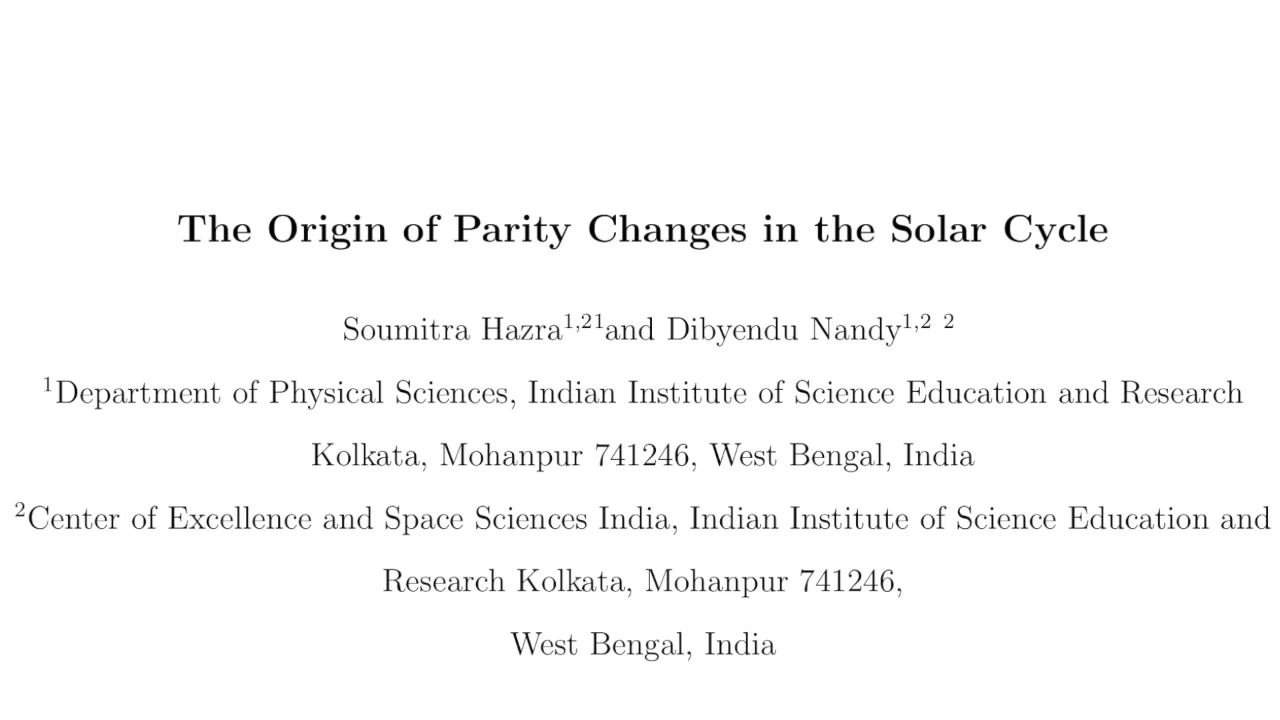 The Origin of Parity Changes in the Solar Cycle
Soumitra Hazra¹,²¹and Dibyendu Nandy¹,² ²
¹Department of Physical Sciences, Indian Institute of Science Education and Research
Kolkata, Mohanpur 741246, West Bengal, India
²Center of Excellence and Space Sciences India, Indian Institute of Science Education and
Research Kolkata, Mohanpur 741246,
West Bengal, India